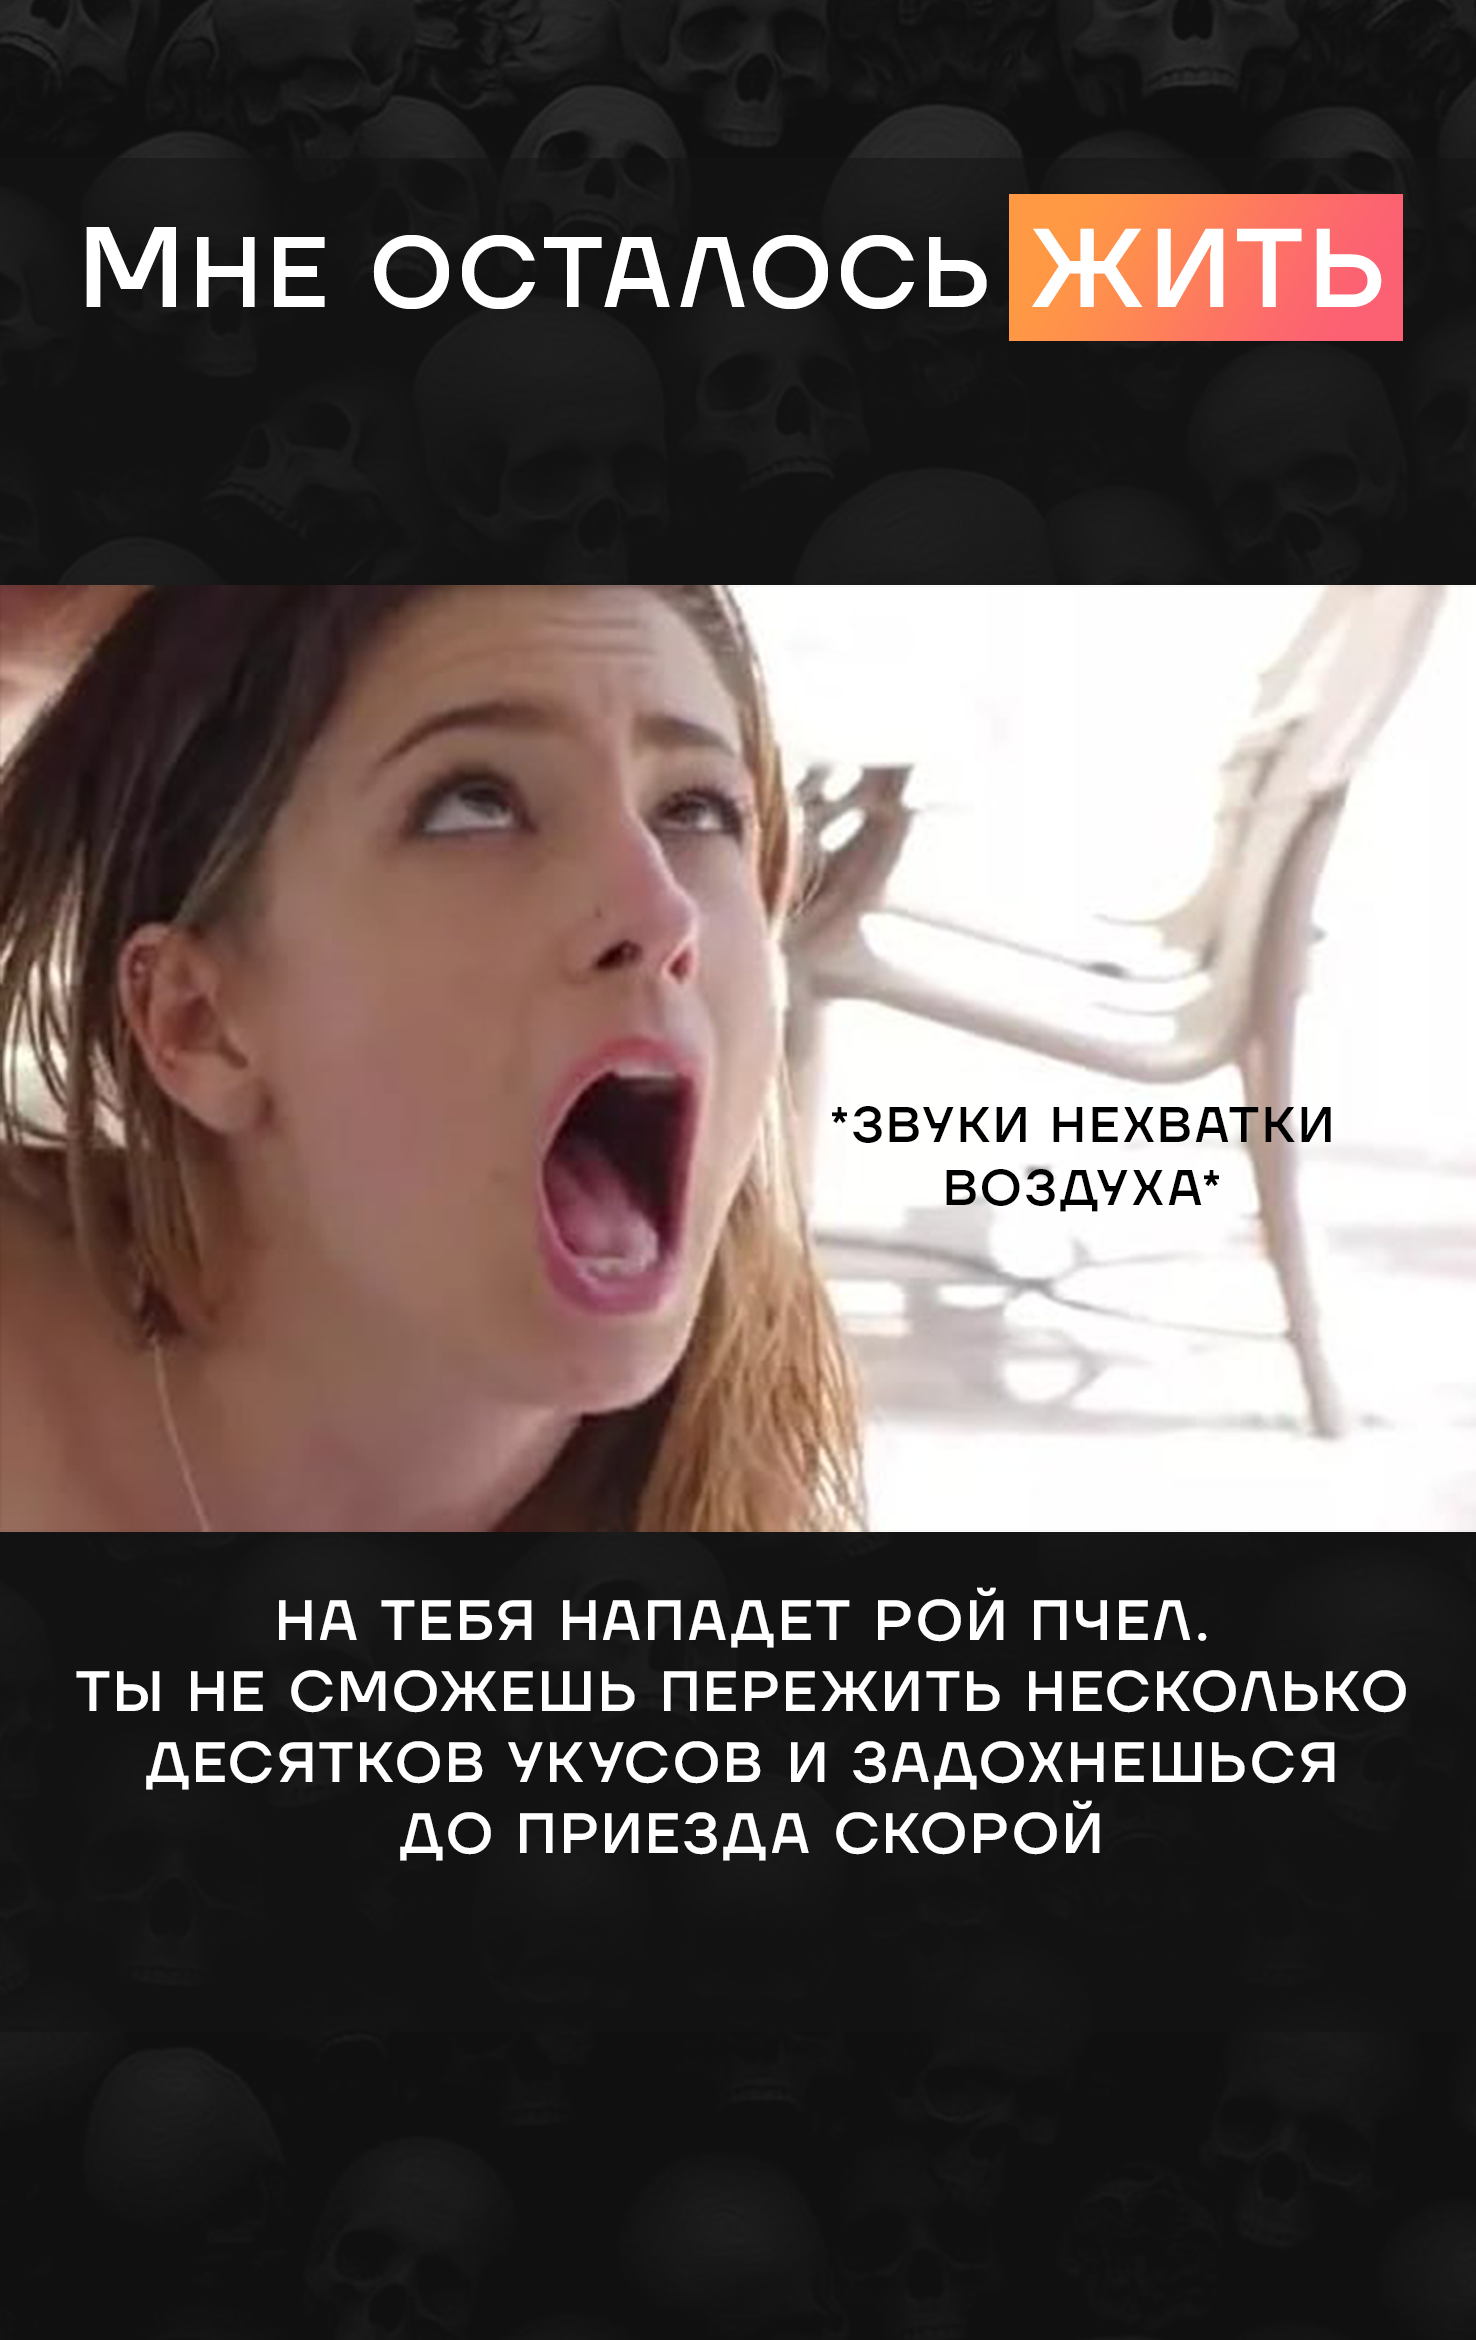 Мне осталось жить
*ЗВУКИ НЕХВАТКИ
ВОЗДУХА*
НА ТЕБЯ НАПАДЕТ РОЙ ПЧЕЛ.
ТЫ НЕ СМОЖЕШЬ ПЕРЕЖИТЬ НЕСКОЛЬКО
ДЕСЯТКОВ УКУСОВ И ЗАДОХНЕШЬСЯ
ДО ПРИЕЗДА СКОРОЙ